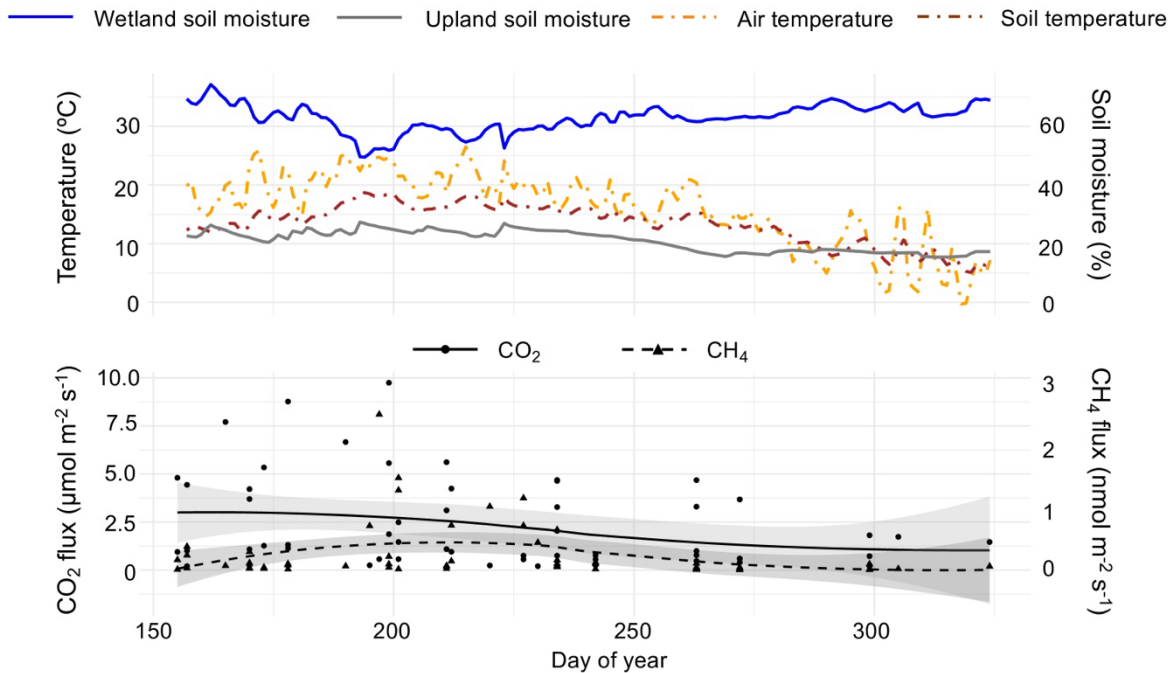 Wetland soil moisture Upland soil moisture Air temperature Soil temperature
Temperature (ºC)
30
20
10
0
Soil moisture (%)
60
40
20
0
CO₂ CH₄
CO₂ flux (µmol m⁻² s⁻¹)
10.0
7.5
5.0
2.5
0
CH₄ flux (nmol m⁻² s⁻¹)
3
2
1
0
150 200 250 300
Day of year